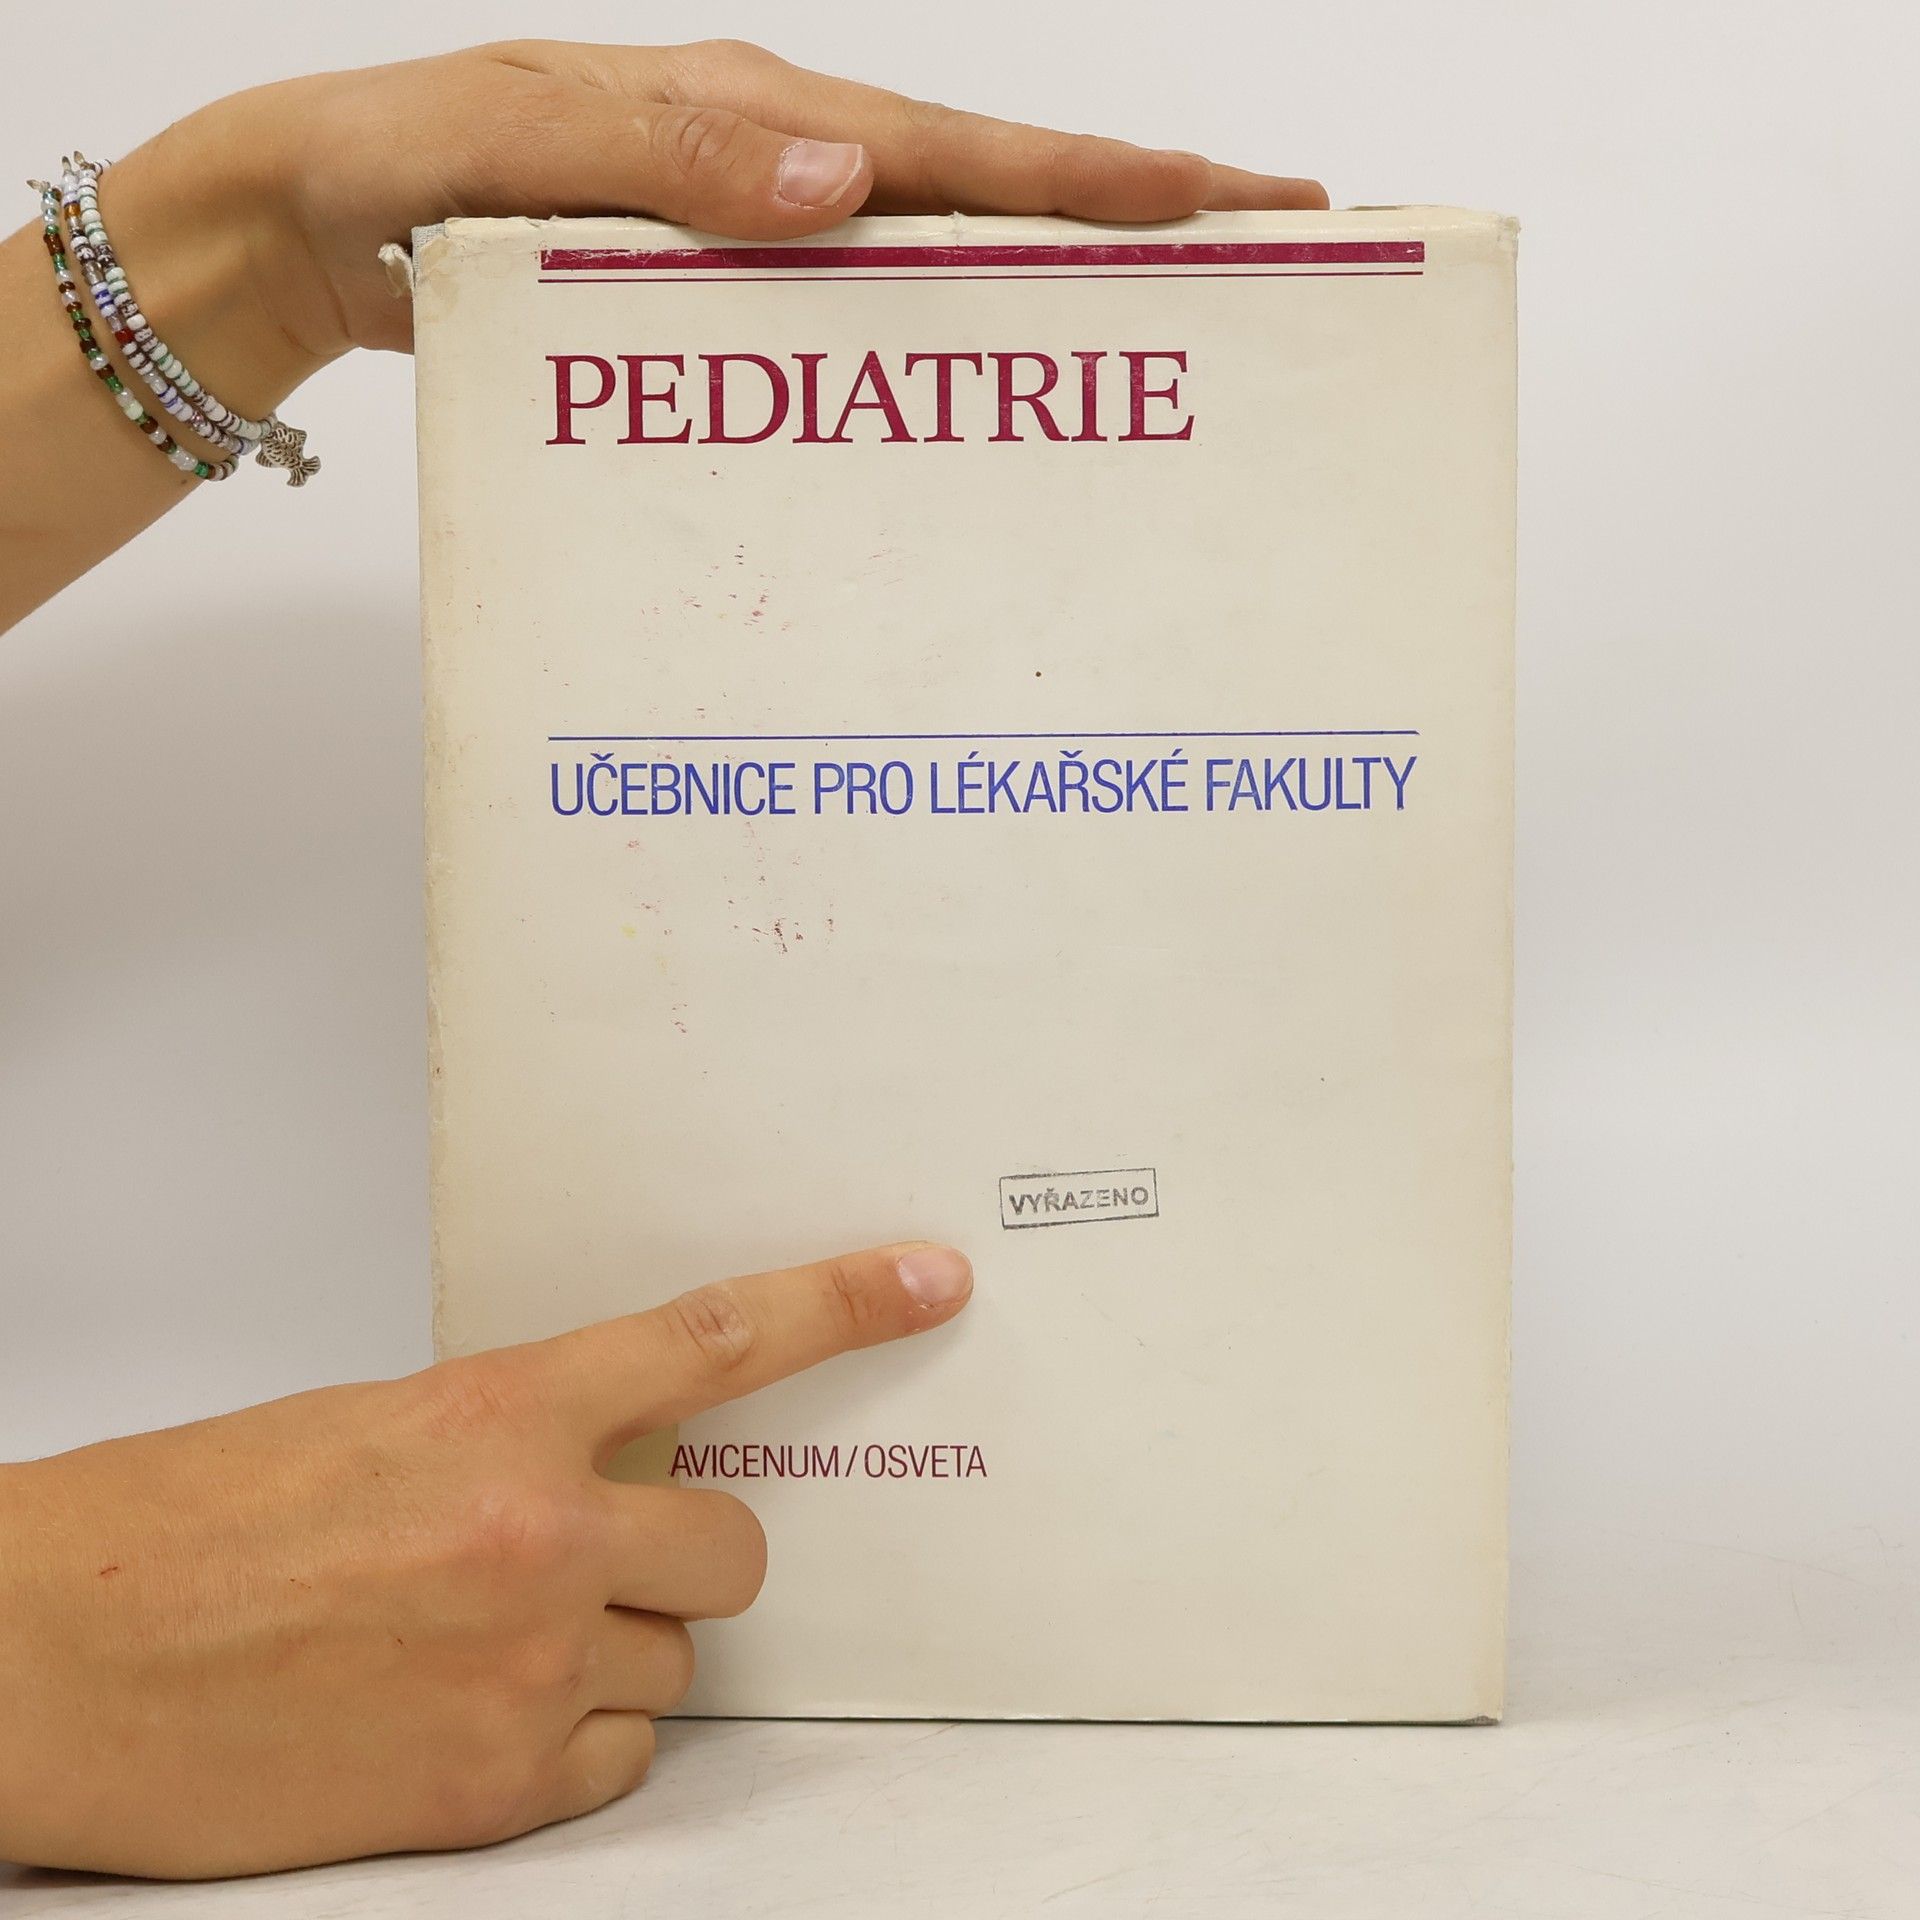 PEDIATRIE
UČEBNICE PRO LÉKAŘSKÉ FAKULTY
VYŘAZENO
AVICENUM/OSVETA